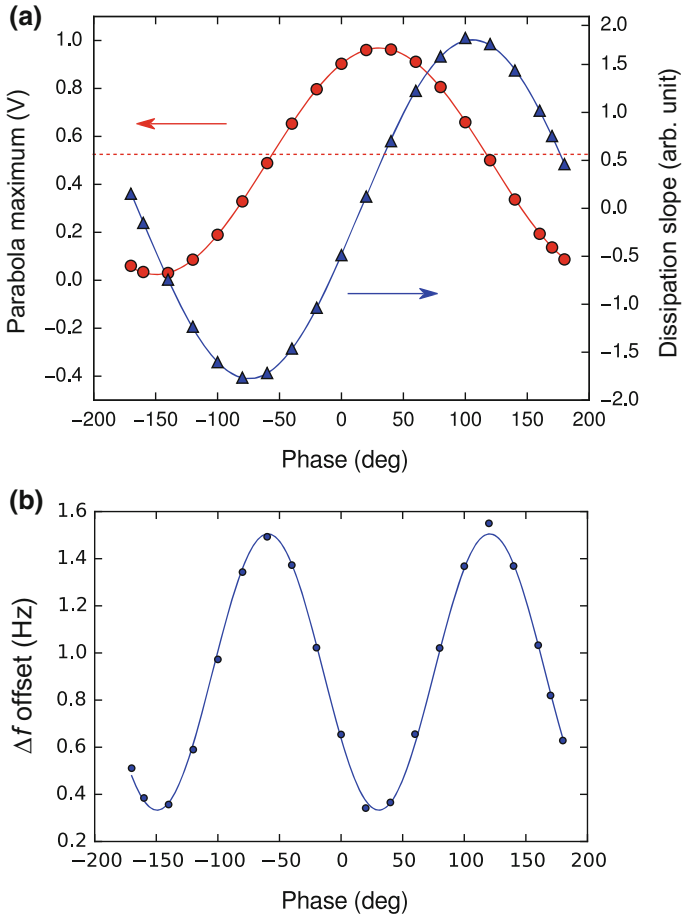 (a)
Parabola maximum (V)
1.0
0.8
0.6
0.4
0.2
0.0
−0.2
−0.4
2.0
1.5
1.0
0.5
0.0
−0.5
−1.0
−1.5
−2.0
Dissipation slope (arb. unit)
−200 −150 −100 −50 0 50 100 150 200
Phase (deg)
(b)
Δf offset (Hz)
1.6
1.4
1.2
1.0
0.8
0.6
0.4
0.2
−200 −150 −100 −50 0 50 100 150 200
Phase (deg)